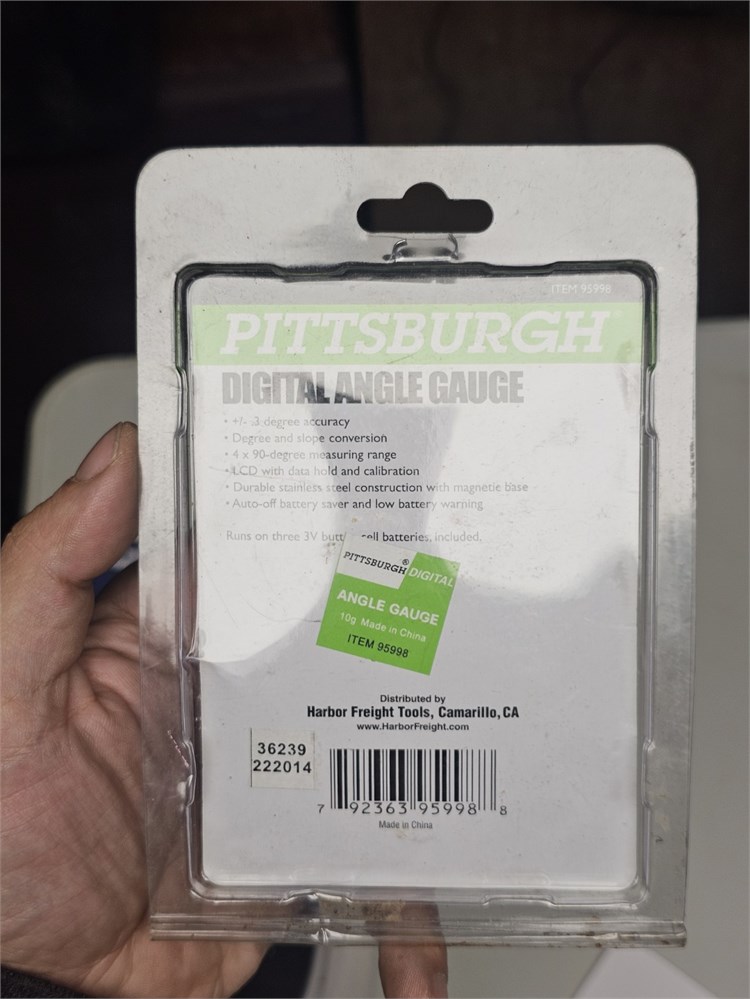 ITEM 95998
PITTSBURGH
DIGITAL ANGLE GAUGE
• +/- .3 degree accuracy
• Degree and slope conversion
• 4 x 90-degree measuring range
• LCD with data hold and calibration
• Durable stainless steel construction with magnetic base
• Auto-off battery saver and low battery warning
Runs on three 3V butt cell batteries, included.
PITTSBURGH® DIGITAL
ANGLE GAUGE
10g Made in China
ITEM 95998
Distributed by
Harbor Freight Tools, Camarillo, CA
www.HarborFreight.com
36239
222014
7 92363 95998 8
Made in China